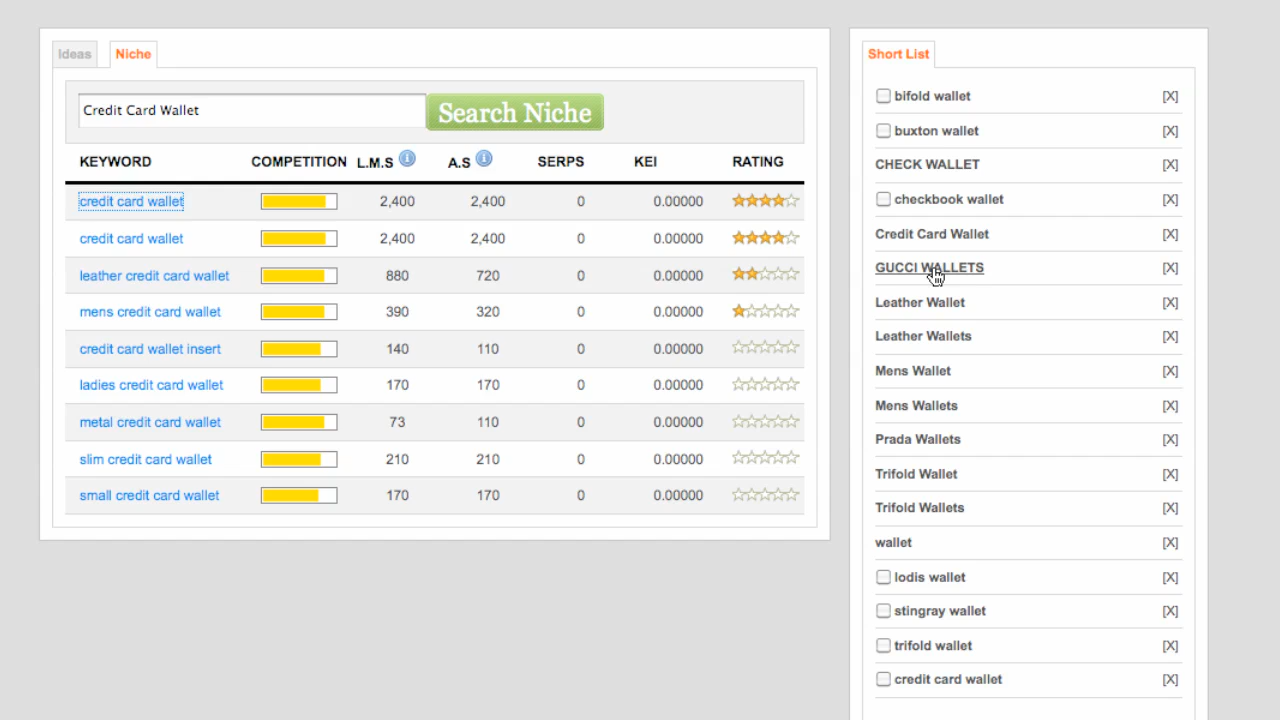 Ideas Niche
Credit Card Wallet Search Niche
KEYWORD COMPETITION L.M.S i A.S i SERPS KEI RATING
credit card wallet 2,400 2,400 0 0.00000
credit card wallet 2,400 2,400 0 0.00000
leather credit card wallet 880 720 0 0.00000
mens credit card wallet 390 320 0 0.00000
credit card wallet insert 140 110 0 0.00000
ladies credit card wallet 170 170 0 0.00000
metal credit card wallet 73 110 0 0.00000
slim credit card wallet 210 210 0 0.00000
small credit card wallet 170 170 0 0.00000
Short List
bifold wallet [X]
buxton wallet [X]
CHECK WALLET [X]
checkbook wallet [X]
Credit Card Wallet [X]
GUCCI WALLETS [X]
Leather Wallet [X]
Leather Wallets [X]
Mens Wallet [X]
Mens Wallets [X]
Prada Wallets [X]
Trifold Wallet [X]
Trifold Wallets [X]
wallet [X]
lodis wallet [X]
stingray wallet [X]
trifold wallet [X]
credit card wallet [X]